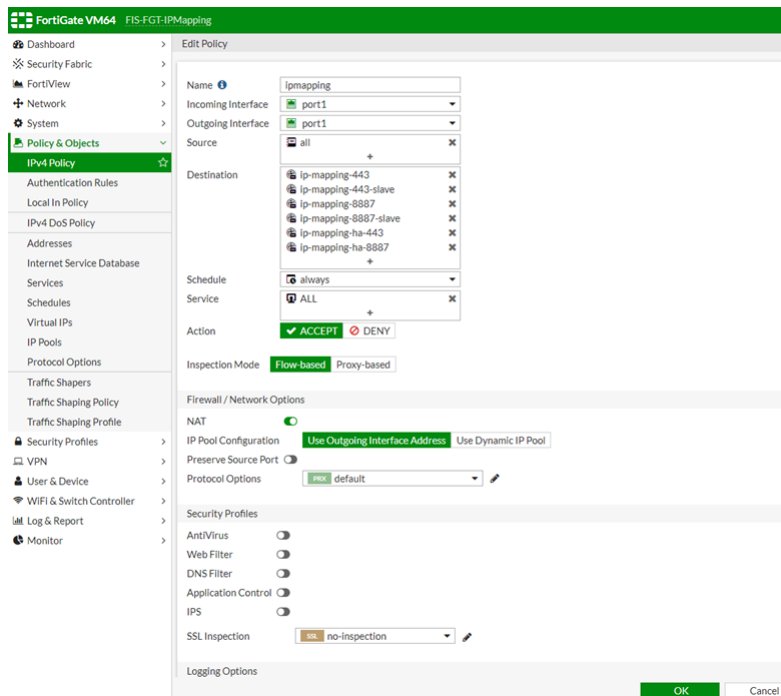 FortiGate VM64 FIS-FGT-IPMapping
Dashboard
Security Fabric
FortiView
Network
System
Policy & Objects
IPv4 Policy
Authentication Rules
Local In Policy
IPv4 DoS Policy
Addresses
Internet Service Database
Services
Schedules
Virtual IPs
IP Pools
Protocol Options
Traffic Shapers
Traffic Shaping Policy
Traffic Shaping Profile
Security Profiles
VPN
User & Device
WiFi & Switch Controller
Log & Report
Monitor
Edit Policy
Name ipmapping
Incoming Interface port1
Outgoing Interface port1
Source all
+
Destination ip-mapping-443
ip-mapping-443-slave
ip-mapping-8887
ip-mapping-8887-slave
ip-mapping-ha-443
ip-mapping-ha-8887
+
Schedule always
Service ALL
+
Action ACCEPT DENY
Inspection Mode Flow-based Proxy-based
Firewall / Network Options
NAT
IP Pool Configuration Use Outgoing Interface Address Use Dynamic IP Pool
Preserve Source Port
Protocol Options PRX default
Security Profiles
AntiVirus
Web Filter
DNS Filter
Application Control
IPS
SSL Inspection SSL no-inspection
Logging Options
OK Cancel